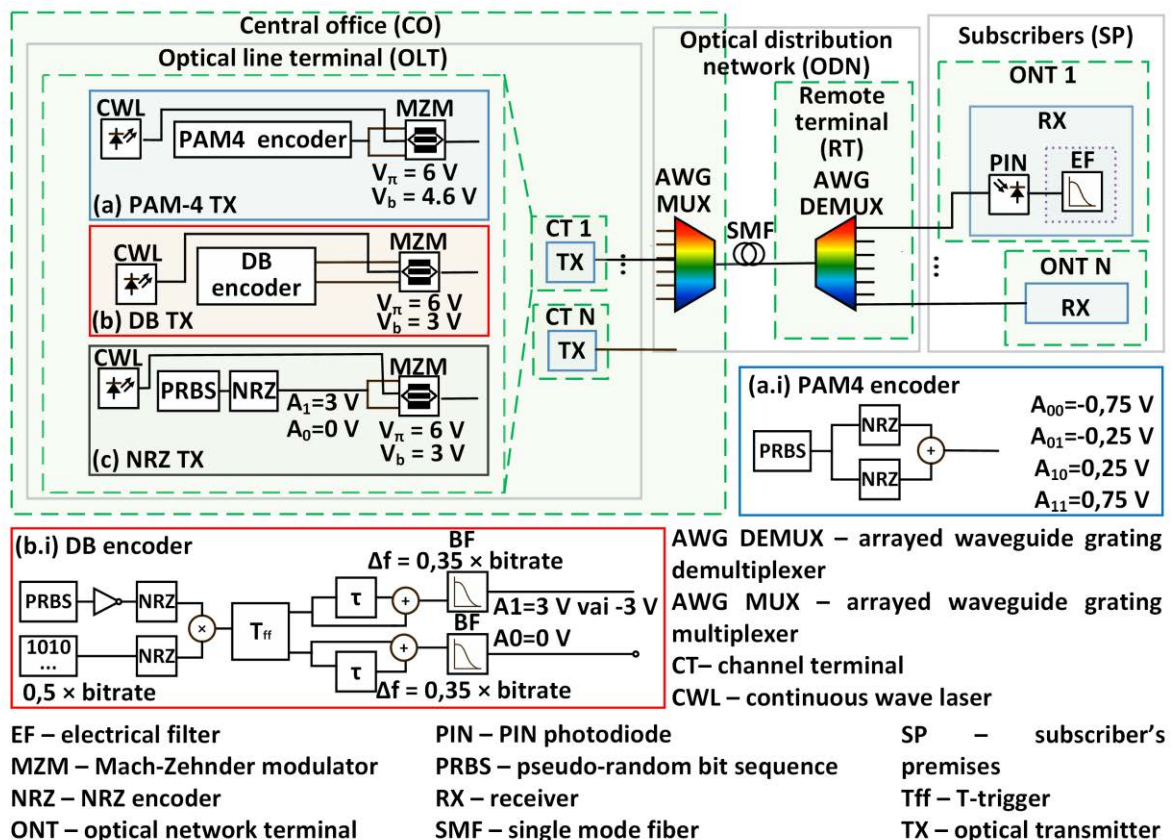 Central office (CO)
Optical line terminal (OLT)
CWL
MZM
PAM4 encoder
Vπ = 6 V
Vb = 4.6 V
(a) PAM-4 TX
CWL
MZM
DB
encoder
Vπ = 6 V
Vb = 3 V
(b) DB TX
CWL
MZM
PRBS
NRZ
A1=3 V
A0=0 V
Vπ = 6 V
Vb = 3 V
(c) NRZ TX
CT 1
TX
...
CT N
TX
Optical distribution
network (ODN)
AWG
MUX
SMF
Remote
terminal
(RT)
AWG
DEMUX
...
Subscribers (SP)
ONT 1
RX
PIN
EF
ONT N
RX
(a.i) PAM4 encoder
PRBS
NRZ
NRZ
+
A00=-0,75 V
A01=-0,25 V
A10=0,25 V
A11=0,75 V
(b.i) DB encoder
PRBS
NRZ
1010
...
NRZ
0,5 × bitrate
×
Tff
τ
+
τ
+
BF
Δf = 0,35 × bitrate
A1=3 V vai -3 V
BF
A0=0 V
Δf = 0,35 × bitrate
AWG DEMUX – arrayed waveguide grating
demultiplexer
AWG MUX – arrayed waveguide grating
multiplexer
CT– channel terminal
CWL – continuous wave laser
EF – electrical filter
MZM – Mach-Zehnder modulator
NRZ – NRZ encoder
ONT – optical network terminal
PIN – PIN photodiode
PRBS – pseudo-random bit sequence
RX – receiver
SMF – single mode fiber
SP – subscriber's
premises
Tff – T-trigger
TX – optical transmitter